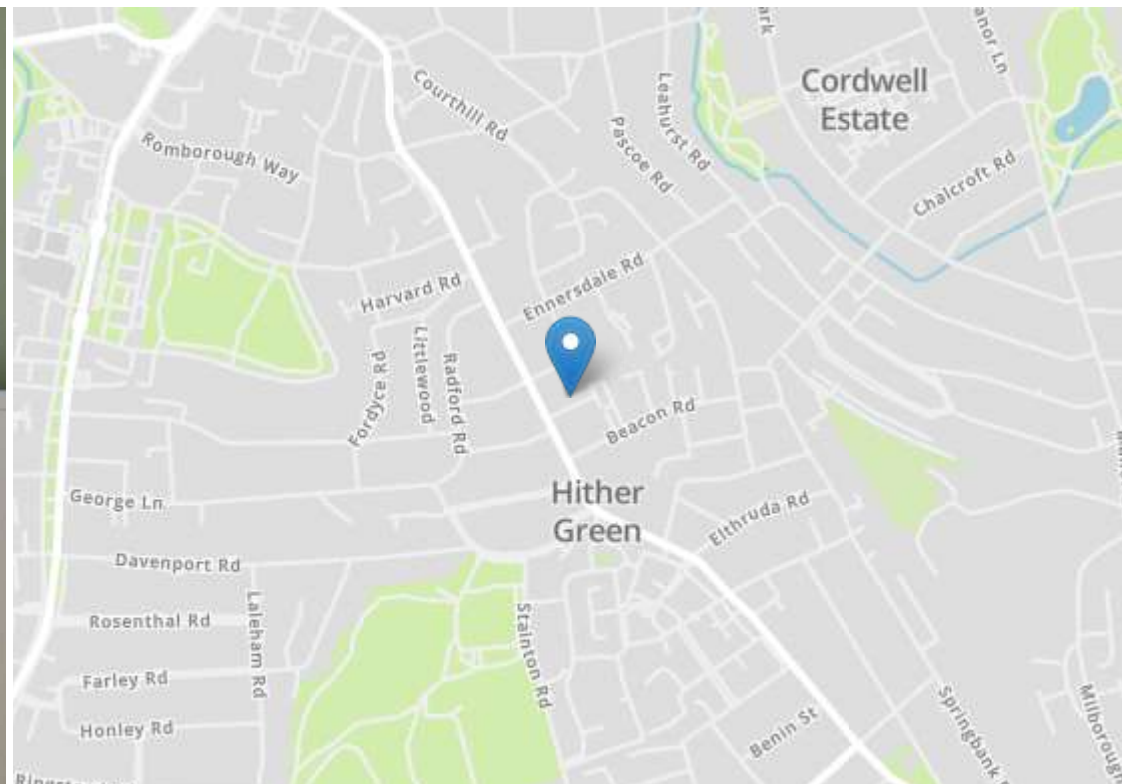 Courthill Rd
Leahurst Rd
Cordwell
Estate
Romborough Way
Pascoe Rd
Chalcroft Rd
Harvard Rd
Ennersdale Rd
Fordyce Rd
Littlewood
Radford Rd
Beacon Rd
George Ln
Hither
Green
Elthruda Rd
Davenport Rd
Rosenthal Rd
Laleham Rd
Stainton Rd
Farley Rd
Honley Rd
Benin St
Springbank
Milborough